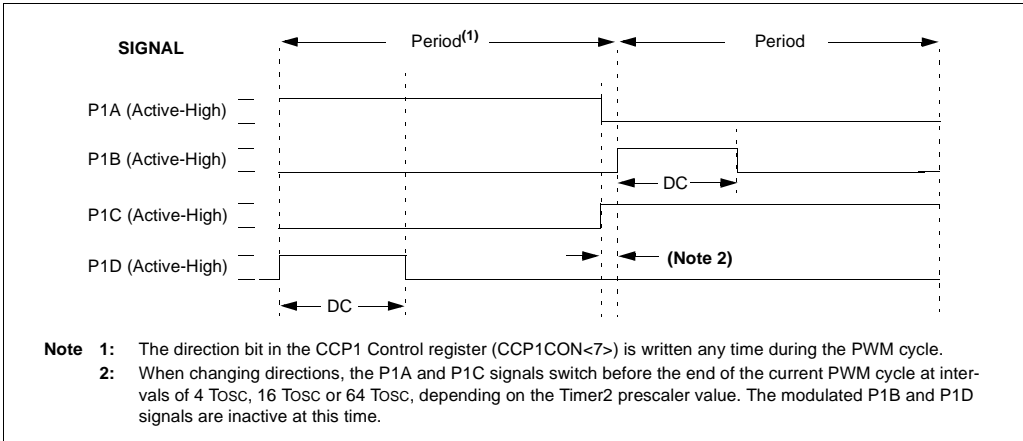 SIGNAL
Period(1)
Period
P1A (Active-High)
P1B (Active-High)
DC
P1C (Active-High)
(Note 2)
P1D (Active-High)
DC
Note 1: The direction bit in the CCP1 Control register (CCP1CON<7>) is written any time during the PWM cycle.
2: When changing directions, the P1A and P1C signals switch before the end of the current PWM cycle at inter-
vals of 4 TOSC, 16 TOSC or 64 TOSC, depending on the Timer2 prescaler value. The modulated P1B and P1D
signals are inactive at this time.